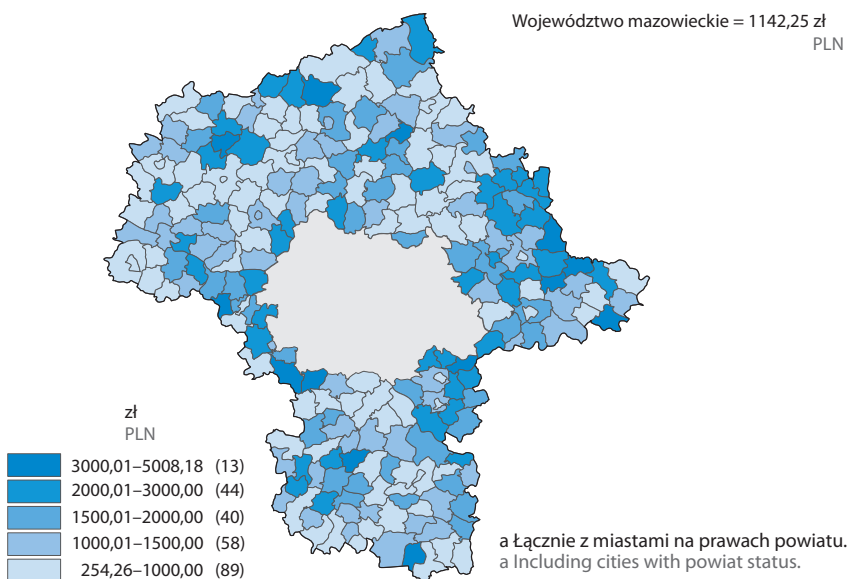 Województwo mazowieckie = 1142,25 zł
PLN
zł
PLN
3000,01–5008,18 (13)
2000,01–3000,00 (44)
1500,01–2000,00 (40)
1000,01–1500,00 (58)
254,26–1000,00 (89)
a Łącznie z miastami na prawach powiatu.
a Including cities with powiat status.